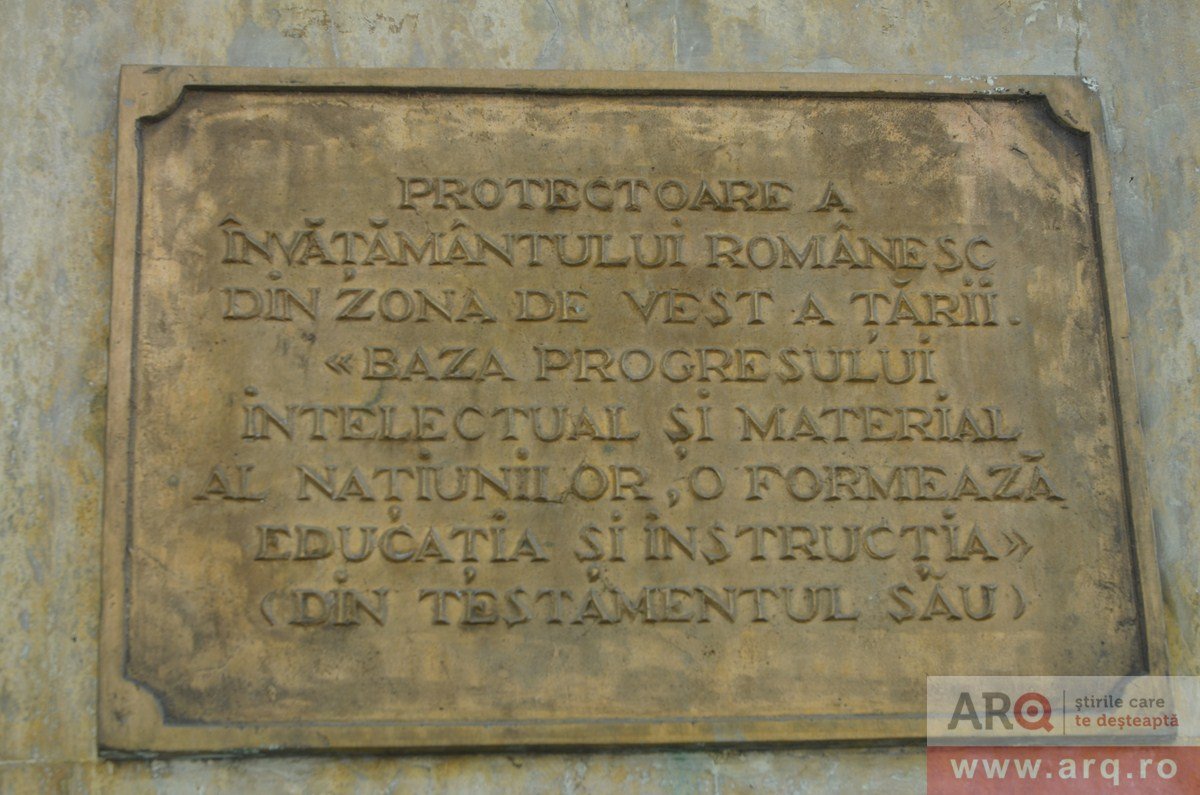 PROTECTOARE A
ÎNVĂȚĂMÂNTULUI ROMÂNESC
DIN ZONA DE VEST A ȚĂRII.
«BAZA PROGRESULUI
INTELECTUAL ȘI MATERIAL
AL NAȚIUNILOR, O FORMEAZĂ
EDUCAȚIA ȘI INSTRUCȚIA»
(DIN TESTAMENTUL SĂU)
ARQ
știrile care
te deșteaptă
www.arq.ro